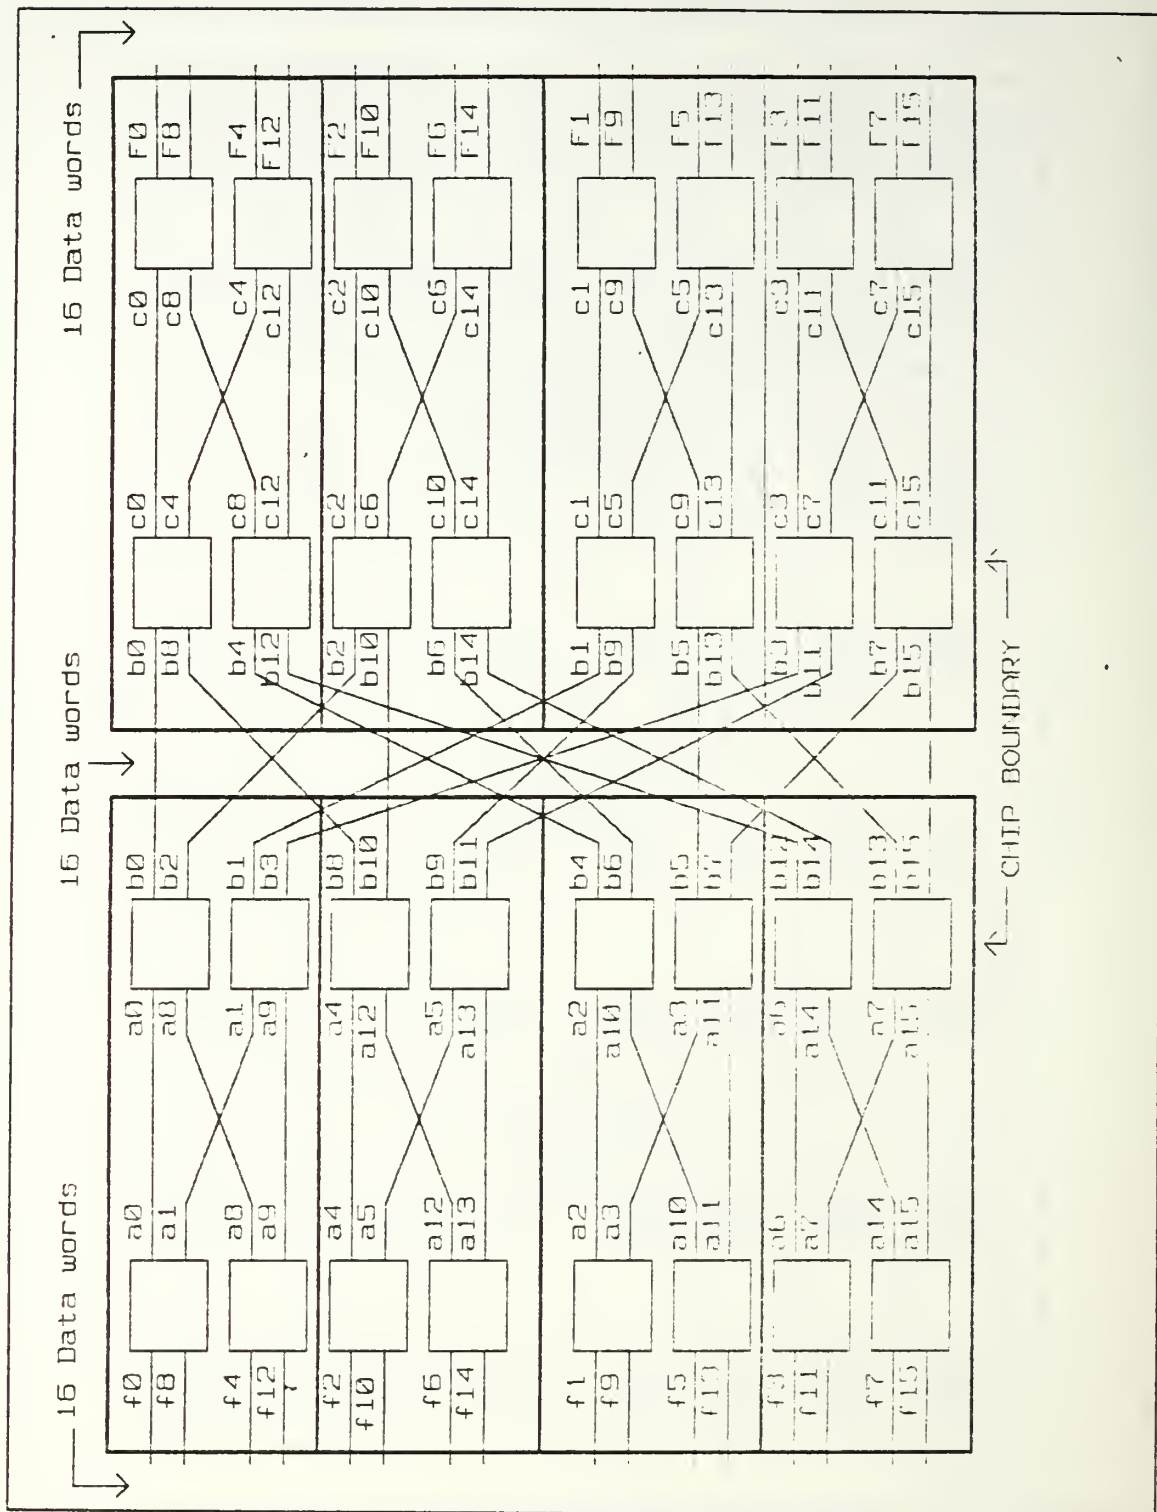 16 Data words 16 Data words 16 Data words
f0 a0 a0 b0 b0 c0 c0 F0
f8 a1 a8 b2 b8 c4 c8 F8
f4 a8 a1 b1 b4 c8 c4 F4
f12 a9 a9 b3 b12 c12 c12 F12
f2 a4 a4 b8 b2 c2 c2 F2
f10 a5 a12 b10 b10 c6 c10 F10
f6 a12 a5 b9 b6 c10 c6 F6
f14 a13 a13 b11 b14 c14 c14 F14
f1 a2 a2 b4 b1 c1 c1 F1
f9 a3 a10 b6 b9 c5 c9 F9
f5 a10 a3 b5 b5 c9 c5 F5
f13 a11 a11 b7 b13 c13 c13 F13
f3 a6 a6 b3 c3 c3 F3
f11 a7 a14 b14 b11 c7 c11 F11
f7 a14 a7 b13 b7 c11 c7 F7
f15 a15 a15 b15 b15 c15 c15 F15
CHIP BOUNDARY